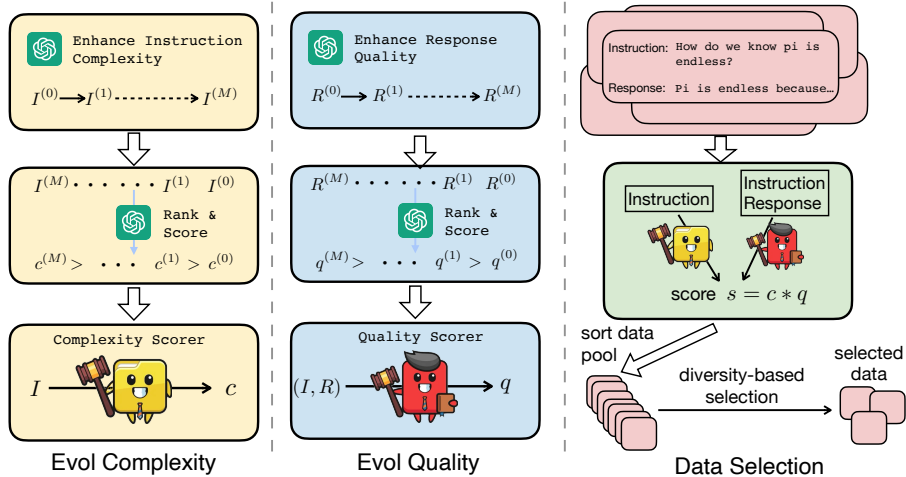 Enhance Instruction
Complexity
I^(0) I^(1) I^(M)
I^(M) · · · · · · I^(1) I^(0)
Rank &
Score
c^(M) > · · · c^(1) > c^(0)
Complexity Scorer
I c
Evol Complexity
Enhance Response
Quality
R^(0) R^(1) R^(M)
R^(M) · · · · · · R^(1) R^(0)
Rank &
Score
q^(M) > · · · q^(1) > q^(0)
Quality Scorer
(I, R) q
Evol Quality
Instruction: How do we know pi is
endless?
Response: Pi is endless because…
Instruction
Instruction
Response
score s = c * q
sort data
pool
diversity-based
selection
selected
data
Data Selection